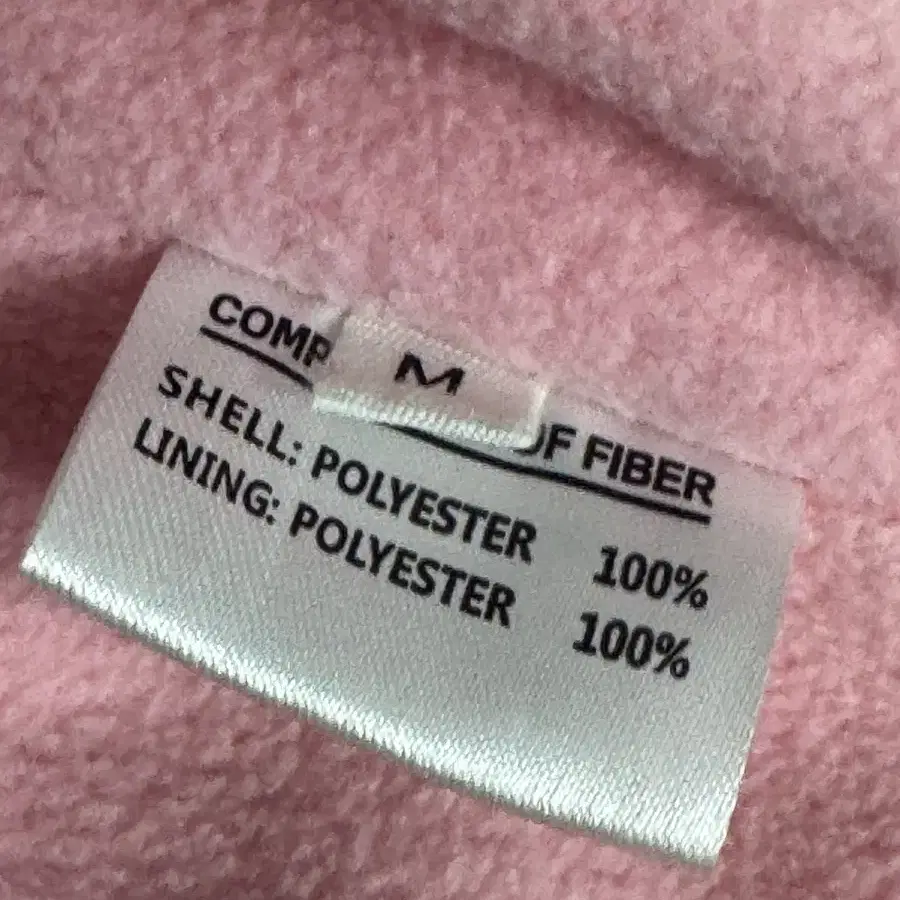 M
COMP OF FIBER
SHELL: POLYESTER 100%
LINING: POLYESTER 100%